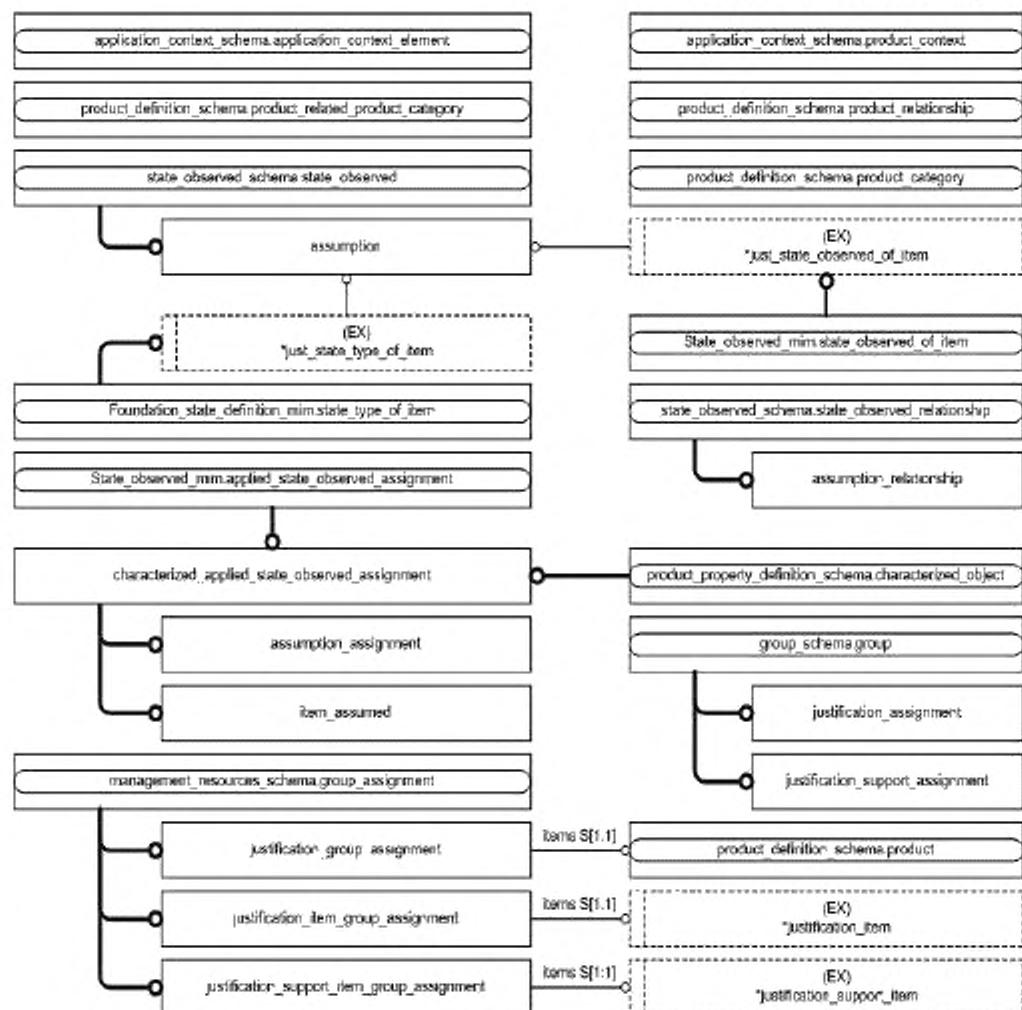 application_context_schema.application_context_element
application_context_schema.product_context
product_definition_schema.product_related_product_category
product_definition_schema.product_relationship
state_observed_schema.state_observed
product_definition_schema.product_category
assumption
(EX)
*just_state_observed_of_item
(EX)
*just_state_type_of_item
State_observed_mim.state_observed_of_item
Foundation_state_definition_mim.state_type_of_item
state_observed_schema.state_observed_relationship
State_observed_mim.applied_state_observed_assignment
assumption_relationship
characterized_applied_state_observed_assignment
product_property_definition_schema.characterized_object
assumption_assignment
group_schema.group
item_assumed
justification_assignment
management_resources_schema.group_assignment
justification_support_assignment
justification_group_assignment
items S[1:1]
product_definition_schema.product
justification_item_group_assignment
items S[1:1]
(EX)
*justification_item
justification_support_item_group_assignment
items S[1:1]
(EX)
*justification_support_item